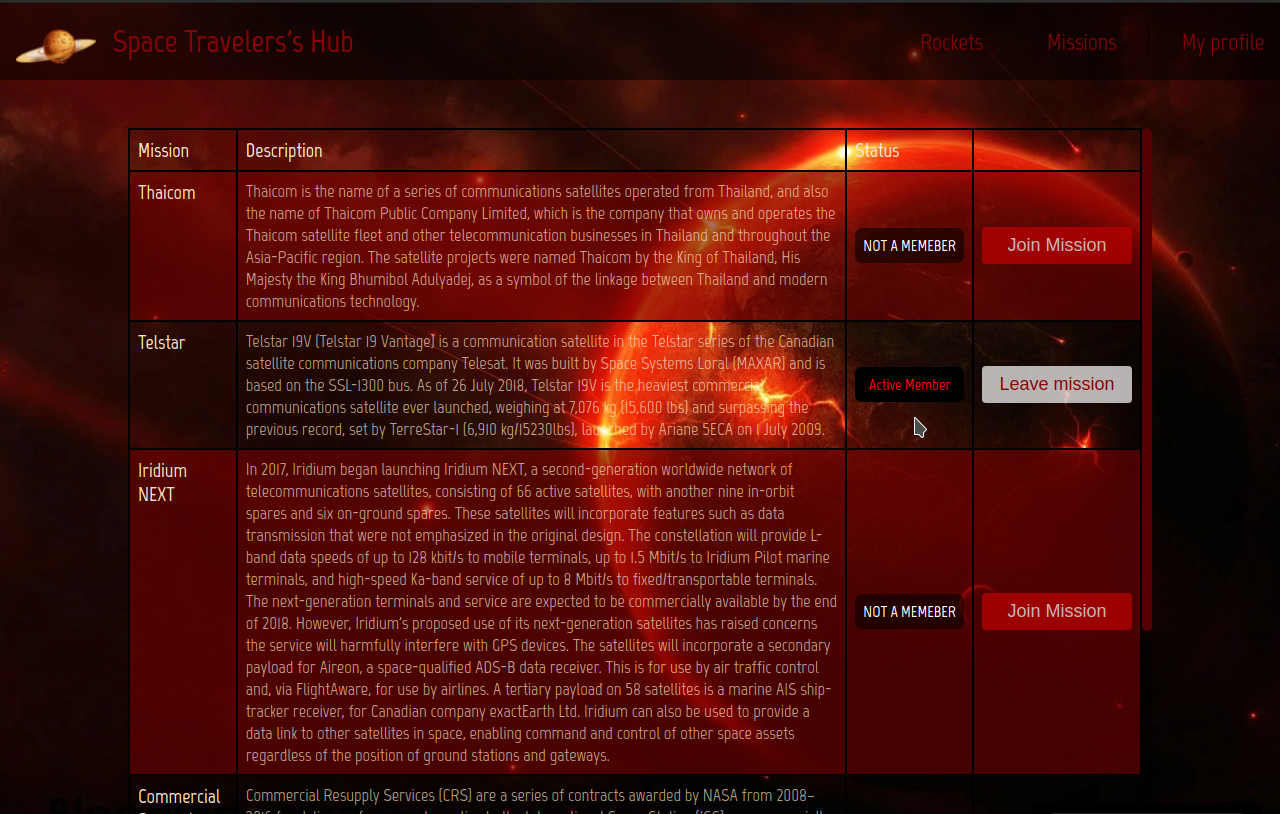 Space Travelers's Hub
Rockets
Missions
My profile
Mission
Description
Status
Thaicom
Thaicom is the name of a series of communications satellites operated from Thailand, and also
the name of Thaicom Public Company Limited, which is the company that owns and operates the
Thaicom satellite fleet and other telecommunication businesses in Thailand and throughout the
Asia-Pacific region. The satellite projects were named Thaicom by the King of Thailand, His
Majesty the King Bhumibol Adulyadej, as a symbol of the linkage between Thailand and modern
communications technology.
NOT A MEMEBER
Join Mission
Telstar
Telstar 19V (Telstar 19 Vantage) is a communication satellite in the Telstar series of the Canadian
satellite communications company Telesat. It was built by Space Systems Loral (MAXAR) and is
based on the SSL-1300 bus. As of 26 July 2018, Telstar 19V is the heaviest commercial
communications satellite ever launched, weighing at 7,076 kg (15,600 lbs) and surpassing the
previous record, set by TerreStar-1 (6,910 kg/15230lbs), launched by Ariane 5ECA on 1 July 2009.
Active Member
Leave mission
Iridium
NEXT
In 2017, Iridium began launching Iridium NEXT, a second-generation worldwide network of
telecommunications satellites, consisting of 66 active satellites, with another nine in-orbit
spares and six on-ground spares. These satellites will incorporate features such as data
transmission that were not emphasized in the original design. The constellation will provide L-
band data speeds of up to 128 kbit/s to mobile terminals, up to 1.5 Mbit/s to Iridium Pilot marine
terminals, and high-speed Ka-band service of up to 8 Mbit/s to fixed/transportable terminals.
The next-generation terminals and service are expected to be commercially available by the end
of 2018. However, Iridium's proposed use of its next-generation satellites has raised concerns
the service will harmfully interfere with GPS devices. The satellites will incorporate a secondary
payload for Aireon, a space-qualified ADS-B data receiver. This is for use by air traffic control
and, via FlightAware, for use by airlines. A tertiary payload on 58 satellites is a marine AIS ship-
tracker receiver, for Canadian company exactEarth Ltd. Iridium can also be used to provide a
data link to other satellites in space, enabling command and control of other space assets
regardless of the position of ground stations and gateways.
NOT A MEMEBER
Join Mission
Commercial
Commercial Resupply Services (CRS) are a series of contracts awarded by NASA from 2008–